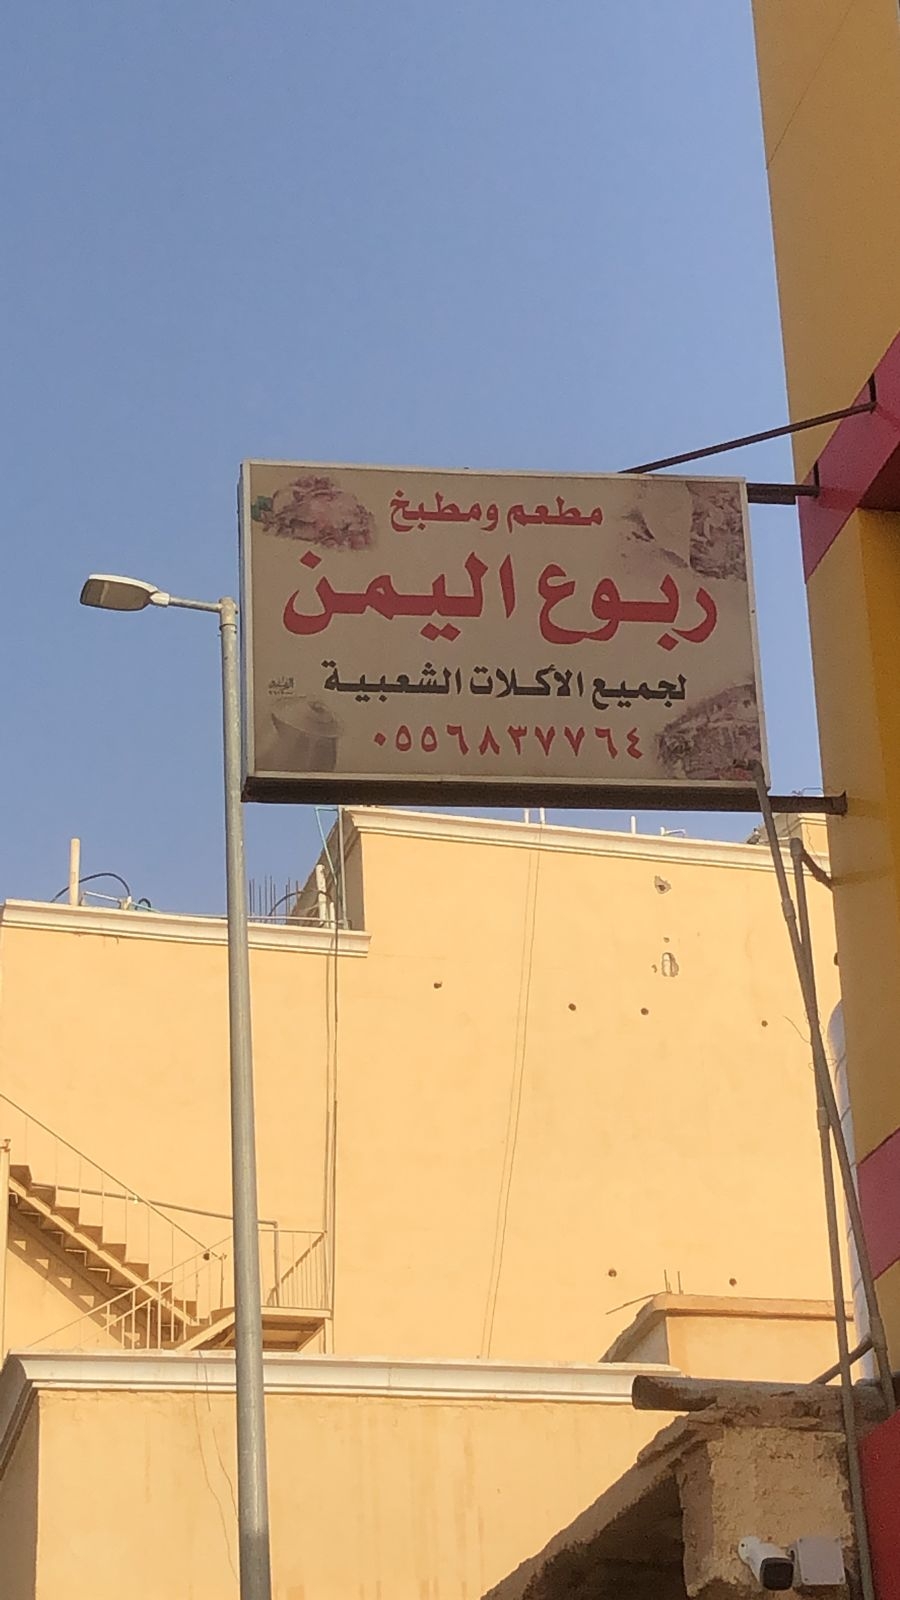 مطعم ومطبخ
ربوع اليمن
لجميع الأكلات الشعبية
٠٥٥٦٨٣٧٧٦٤